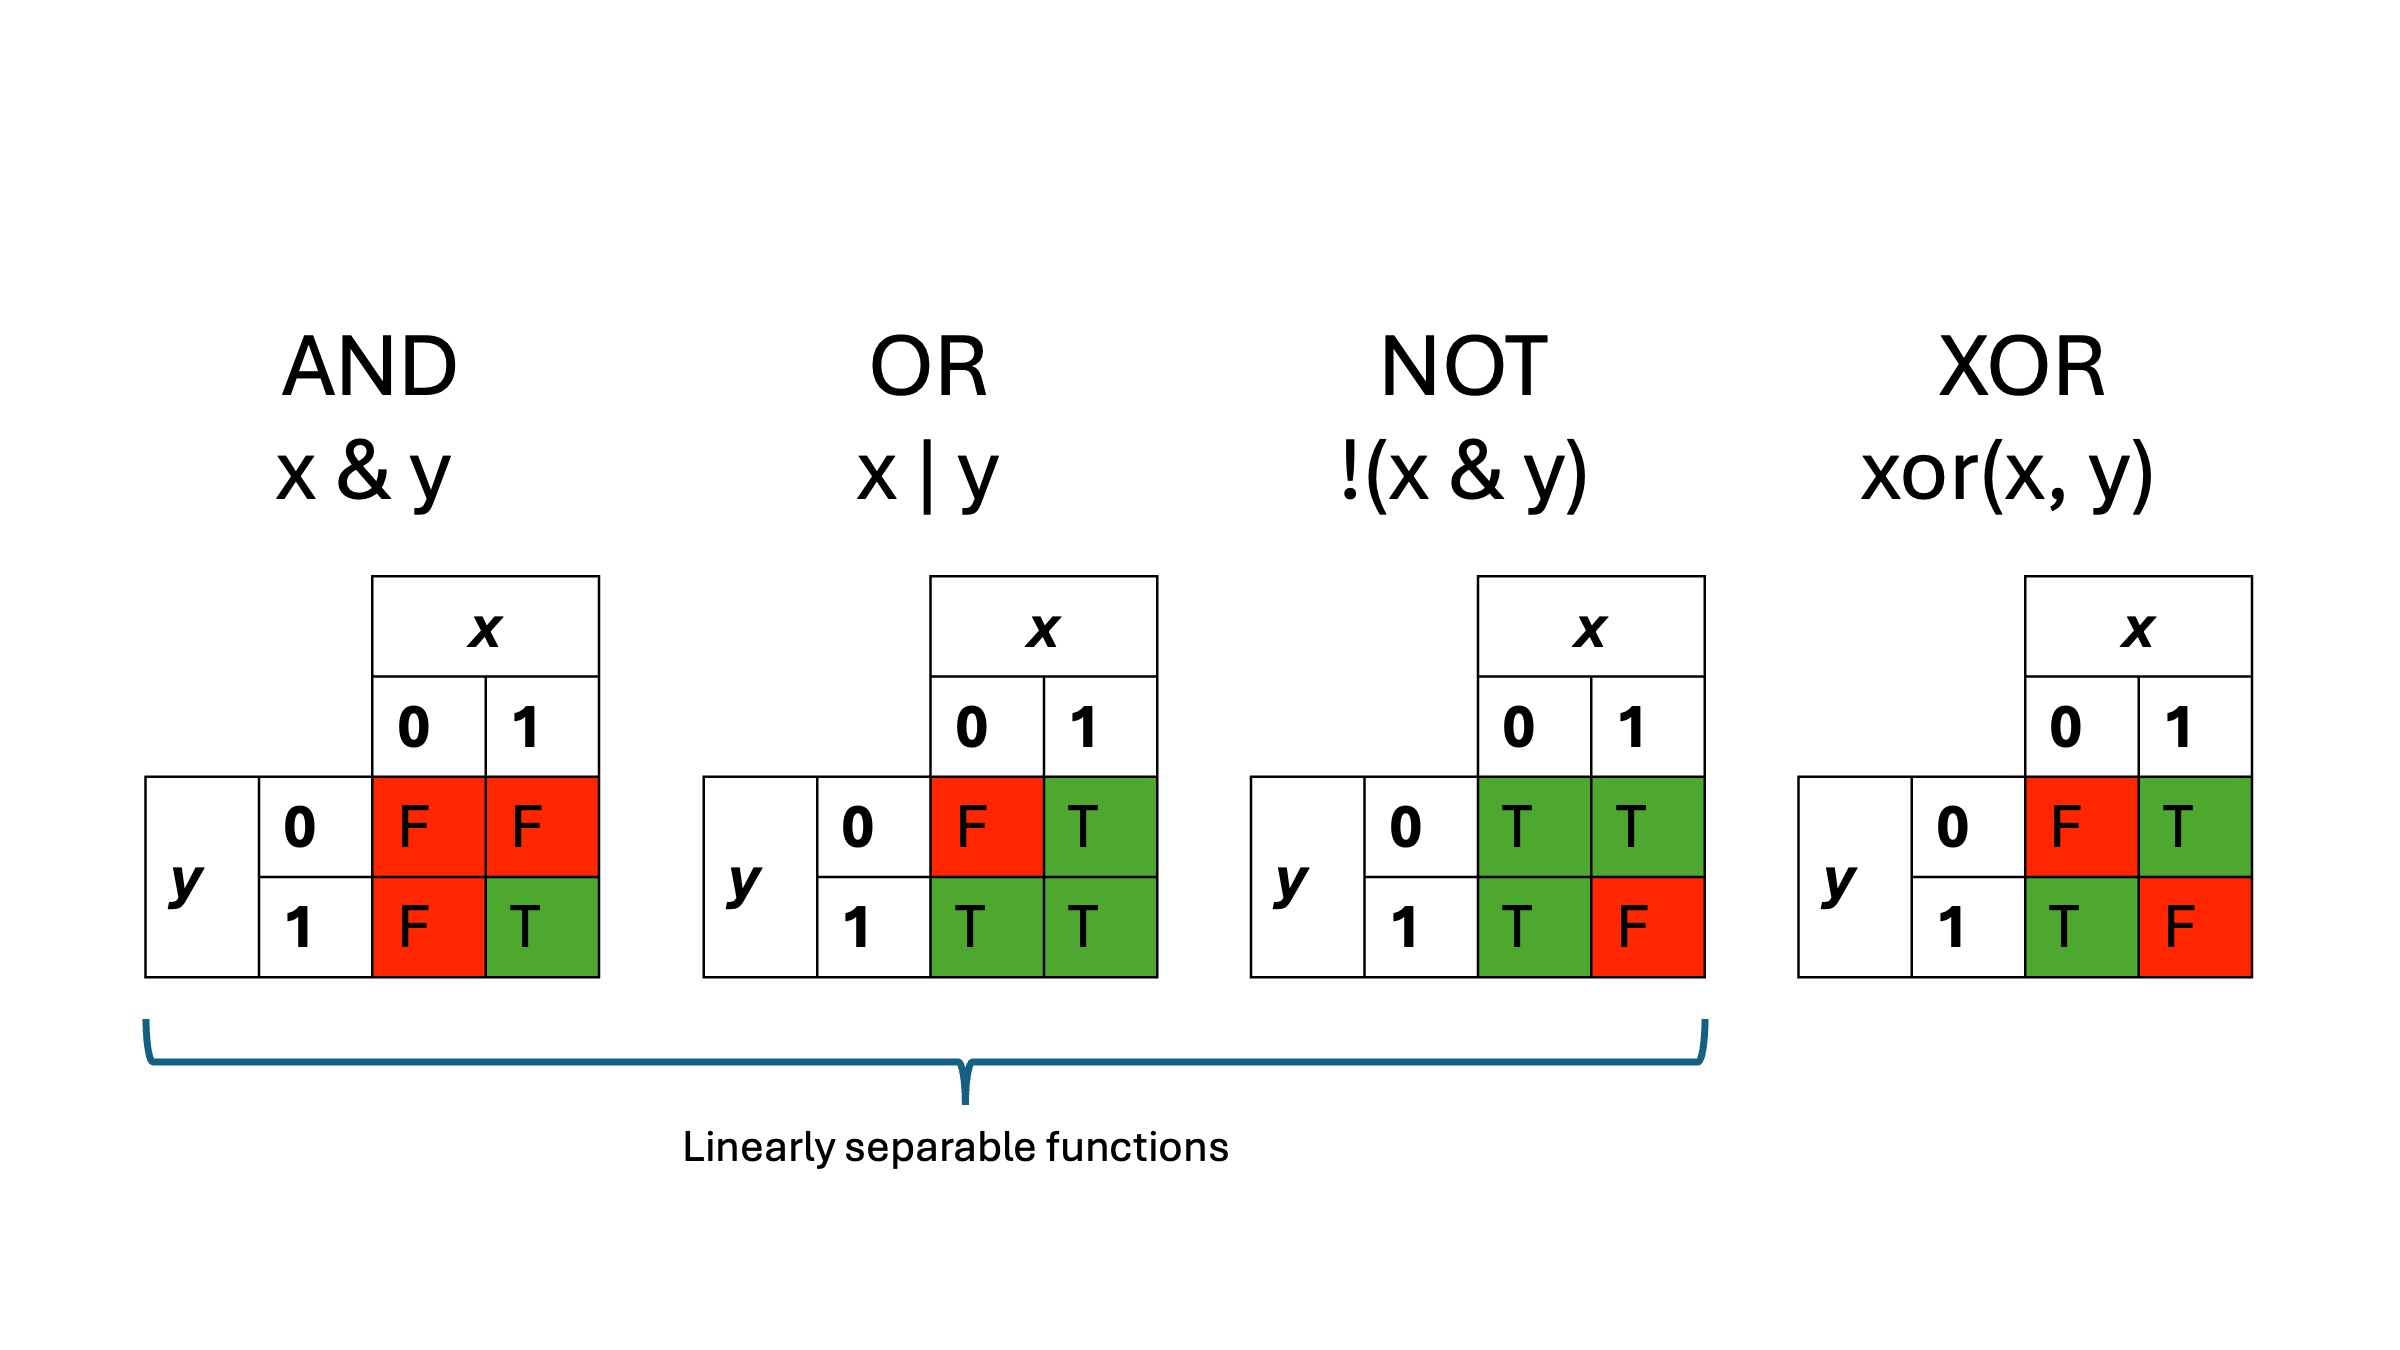 AND
x & y
x
0 1
y
0 F F
1 F T
OR
x | y
x
0 1
y
0 F T
1 T T
NOT
!(x & y)
x
0 1
y
0 T T
1 T F
XOR
xor(x, y)
x
0 1
y
0 F T
1 T F
Linearly separable functions